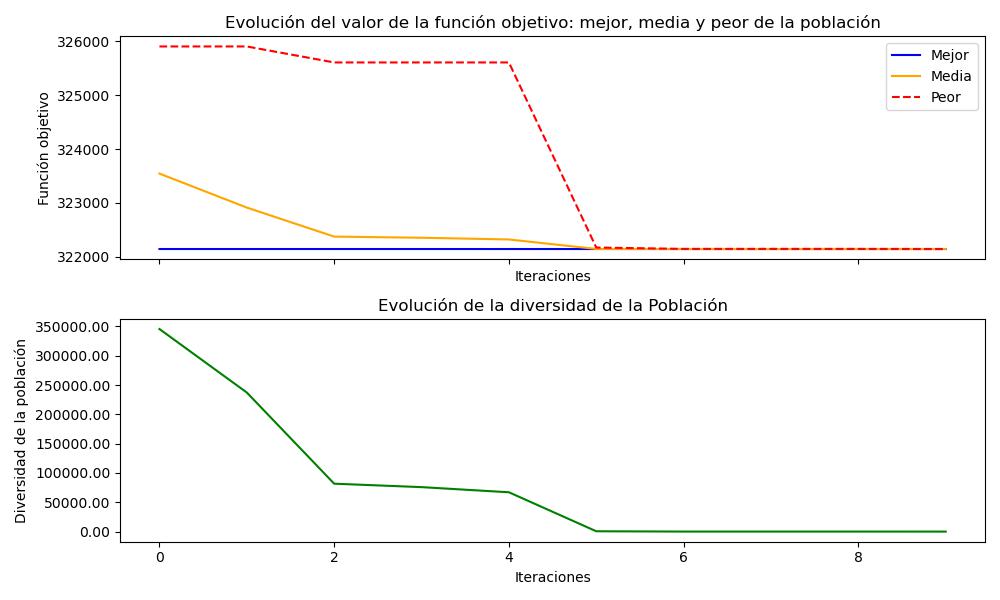 Evolución del valor de la función objetivo: mejor, media y peor de la población
326000
325000
324000
323000
322000
Función objetivo
Mejor
Media
Peor
Iteraciones
Evolución de la diversidad de la Población
350000.00
300000.00
250000.00
200000.00
150000.00
100000.00
50000.00
0.00
Diversidad de la población
0 2 4 6 8
Iteraciones